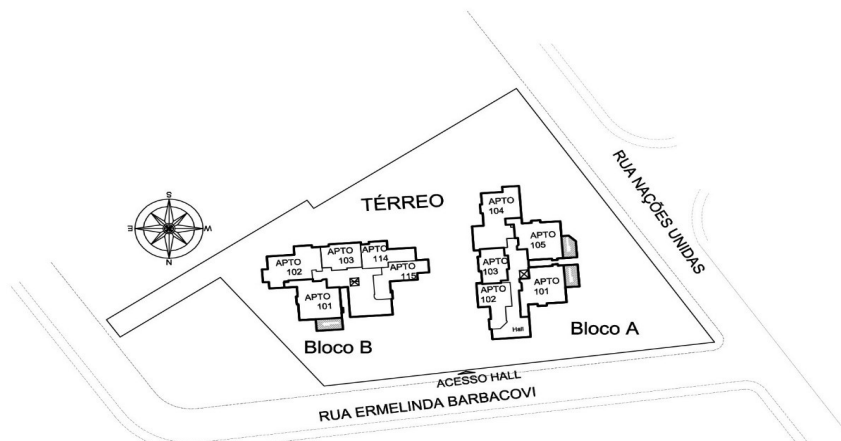 S
E
W
N
TÉRREO
RUA NAÇÕES UNIDAS
APTO
102
APTO
103
APTO
114
APTO
115
APTO
101
Bloco B
APTO
104
APTO
105
APTO
103
APTO
102
APTO
101
Hall
Bloco A
ACESSO HALL
RUA ERMELINDA BARBACOVI